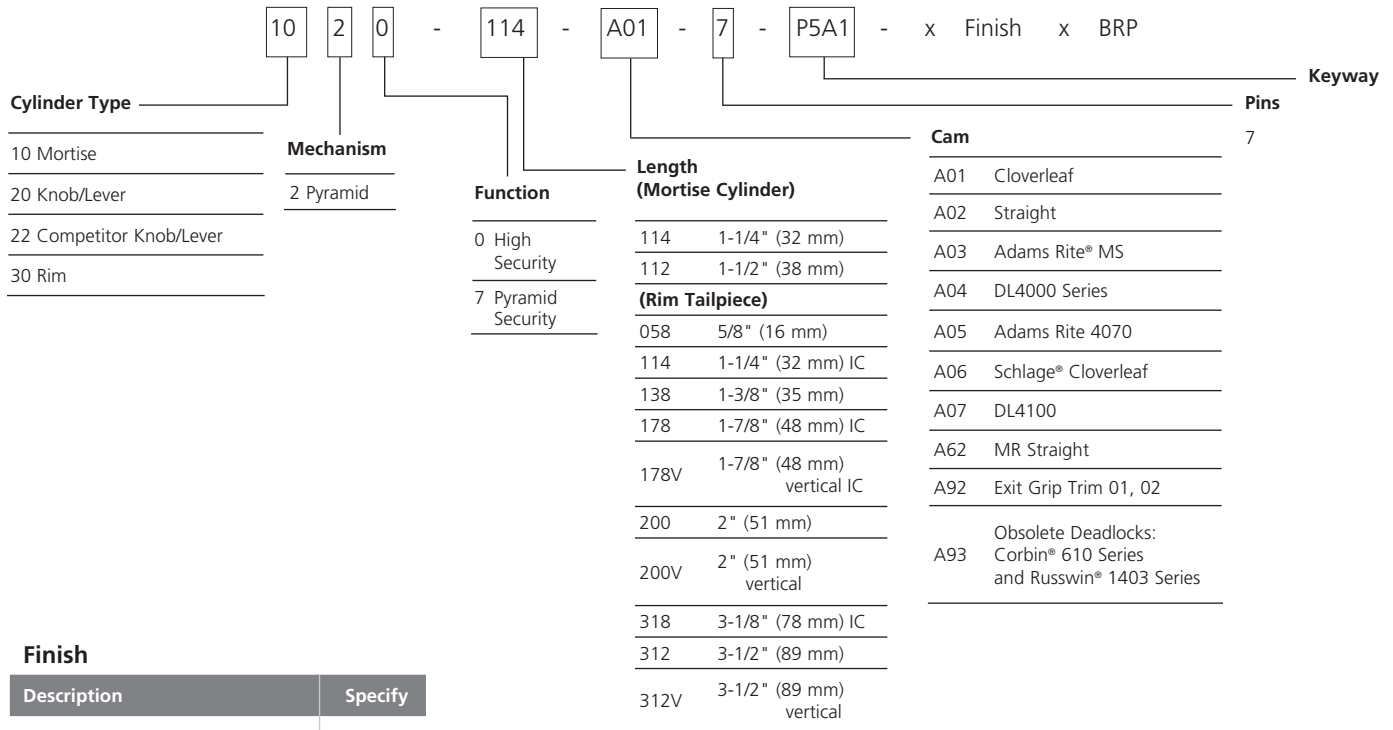 10 2 0 - 114 - A01 - 7 - P5A1 - x Finish x BRP
Keyway
Pins
7
Cylinder Type
10 Mortise
20 Knob/Lever
22 Competitor Knob/Lever
30 Rim
Mechanism
2 Pyramid
Function
0 High
Security
7 Pyramid
Security
Length
(Mortise Cylinder)
114 1-1/4" (32 mm)
112 1-1/2" (38 mm)
(Rim Tailpiece)
058 5/8" (16 mm)
114 1-1/4" (32 mm) IC
138 1-3/8" (35 mm)
178 1-7/8" (48 mm) IC
178V 1-7/8" (48 mm)
vertical IC
200 2" (51 mm)
200V 2" (51 mm)
vertical
318 3-1/8" (78 mm) IC
312 3-1/2" (89 mm)
312V 3-1/2" (89 mm)
vertical
Cam
A01 Cloverleaf
A02 Straight
A03 Adams Rite® MS
A04 DL4000 Series
A05 Adams Rite 4070
A06 Schlage® Cloverleaf
A07 DL4100
A62 MR Straight
A92 Exit Grip Trim 01, 02
A93 Obsolete Deadlocks:
Corbin® 610 Series
and Russwin® 1403 Series
Finish
Description Specify